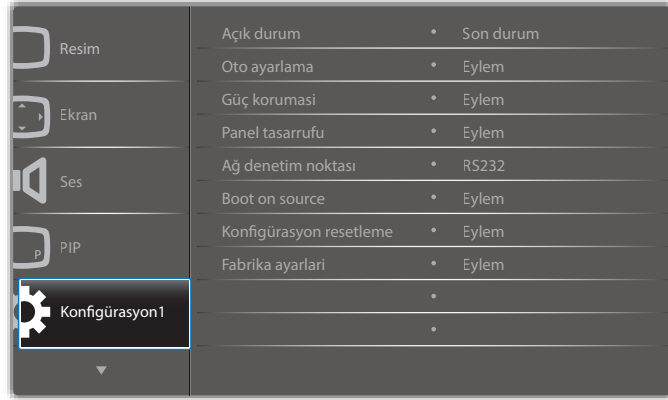 Resim
Ekran
Ses
P PIP
Konfigürasyon1
Açık durum • Son durum
Oto ayarlama • Eylem
Güç korumasi • Eylem
Panel tasarrufu • Eylem
Ağ denetim noktası • RS232
Boot on source • Eylem
Konfigürasyon resetleme • Eylem
Fabrika ayarlari • Eylem
•
•